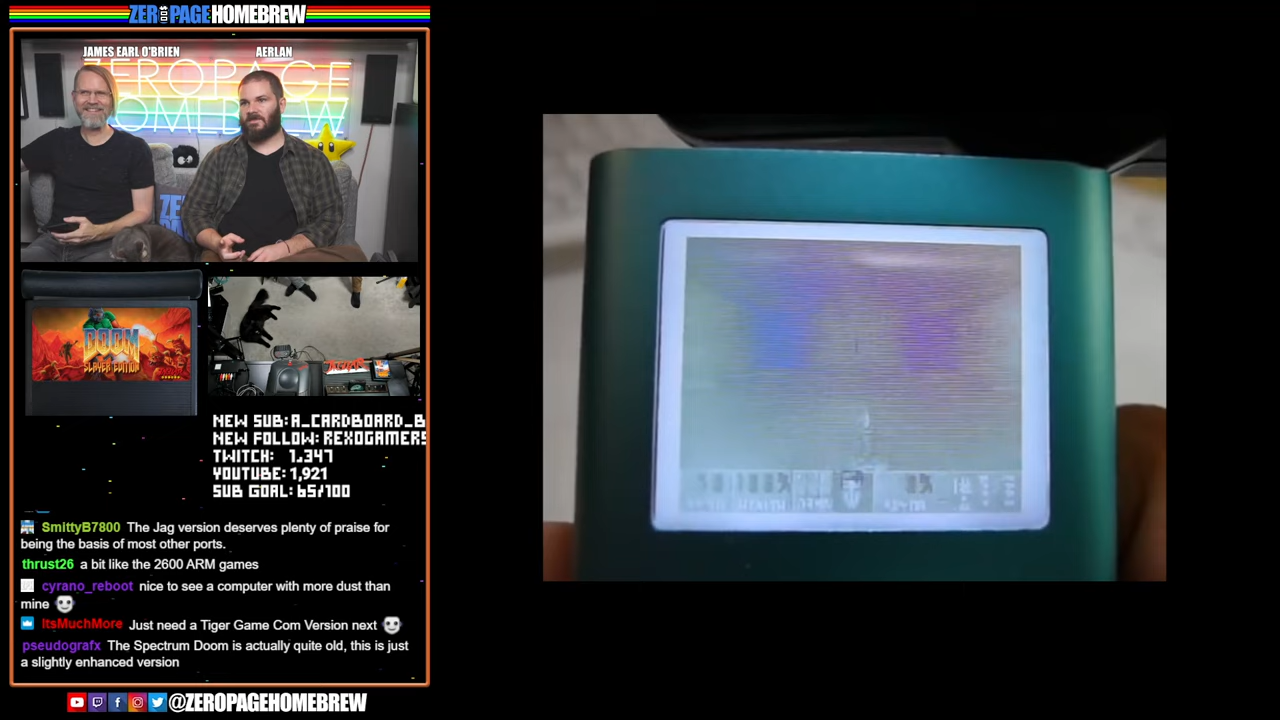 ZEROPAGEHOMEBREW
JAMES EARL O'BRIEN
AERLAN
ZEROPAGE
HOMEBREW
DOOM
SLAYER EDITION
NEW SUB: A_CARDBOARD_B
NEW FOLLOW: REXOGAMERS
TWITCH: 1,347
YOUTUBE: 1,921
SUB GOAL: 65/100
SmittyB7800 The Jag version deserves plenty of praise for
being the basis of most other ports.
thrust26 a bit like the 2600 ARM games
cyrano_reboot nice to see a computer with more dust than
mine
ItsMuchMore Just need a Tiger Game Com Version next
pseudografx The Spectrum Doom is actually quite old, this is just
a slightly enhanced version
@ZEROPAGEHOMEBREW